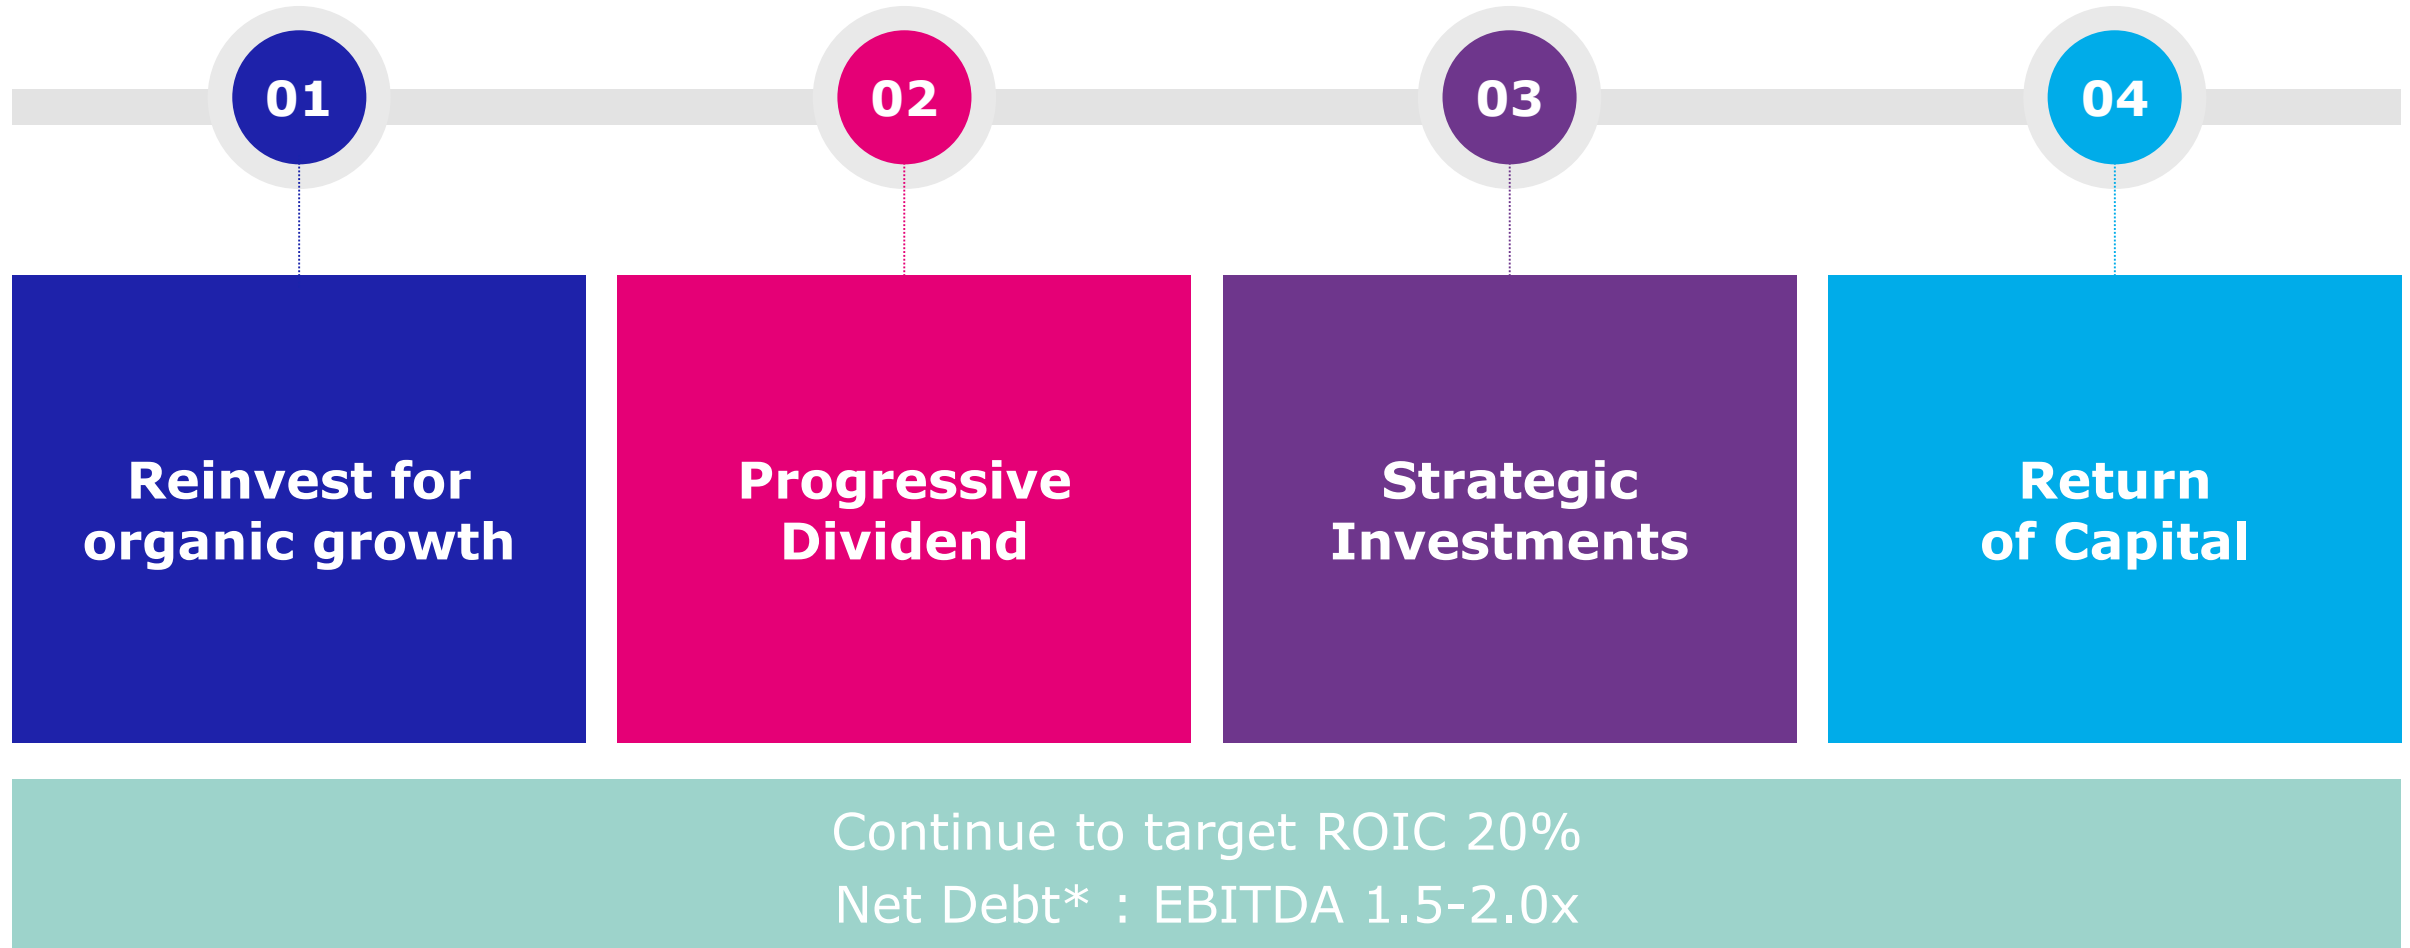 01
02
03
04
Reinvest for
organic growth
Progressive
Dividend
Strategic
Investments
Return
of Capital
Continue to target ROIC 20%
Net Debt* : EBITDA 1.5-2.0x